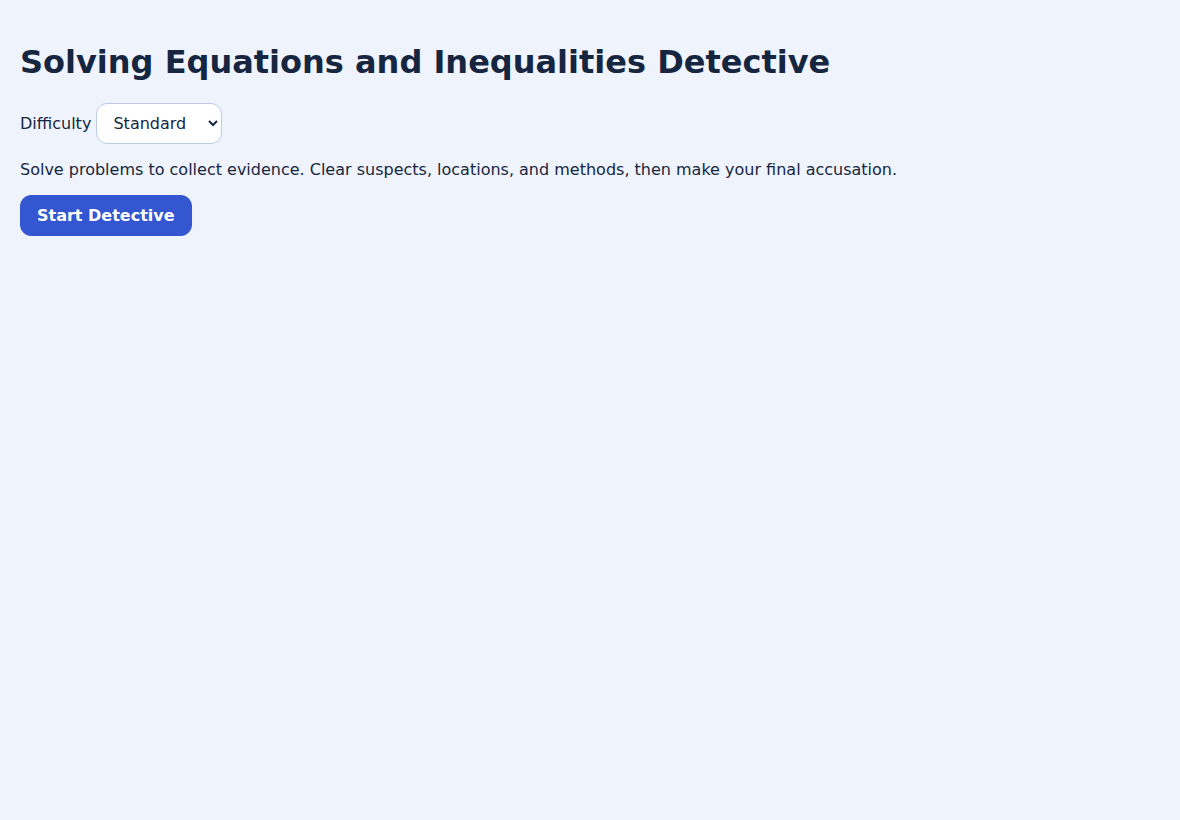 Solving Equations and Inequalities Detective
Difficulty Standard
Solve problems to collect evidence. Clear suspects, locations, and methods, then make your final accusation.
Start Detective